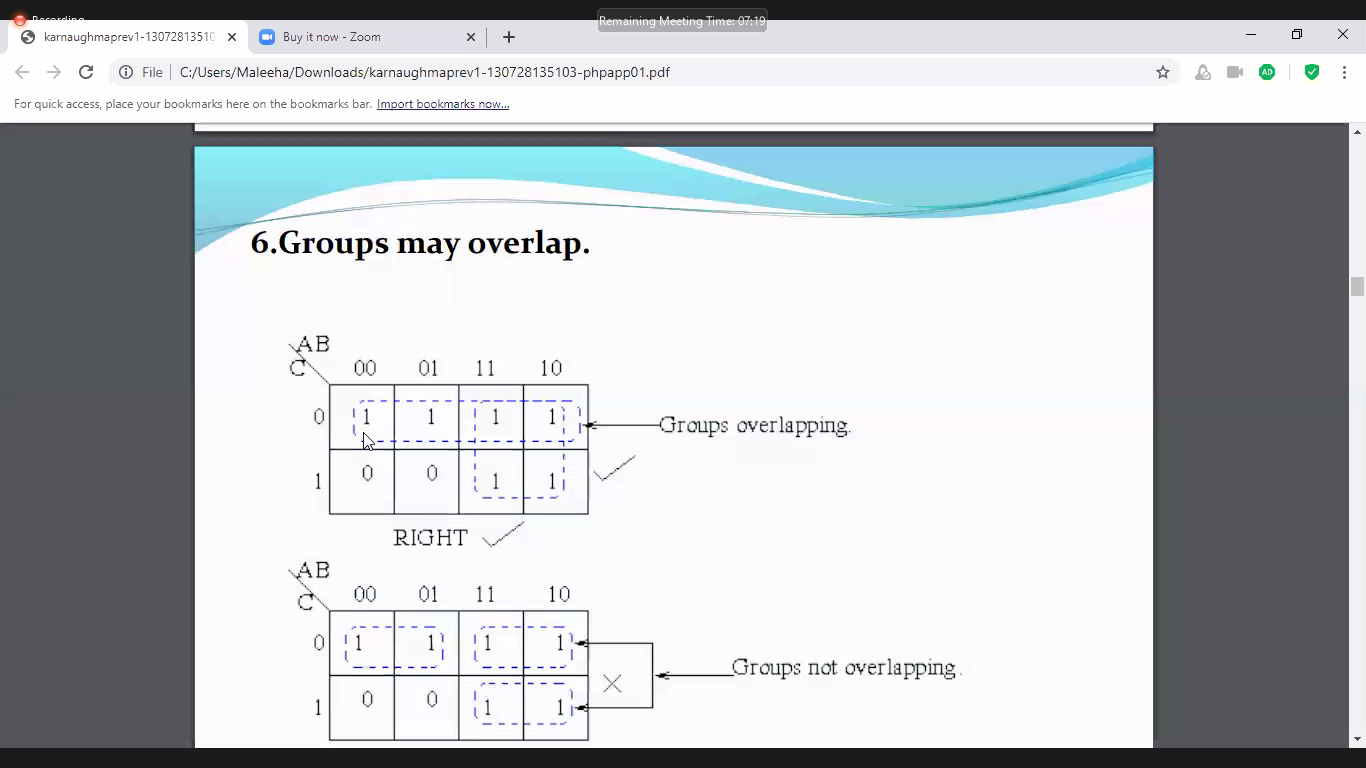 Recording
Remaining Meeting Time: 07:19
karnaughmaprev1-1307281351
Buy it now - Zoom
File
C:/Users/Maleeha/Downloads/karnaughmaprev1-130728135103-phpapp01.pdf
AD
For quick access, place your bookmarks here on the bookmarks bar. Import bookmarks now...
6.Groups may overlap.
AB
C 00 01 11 10
0 1 1 1 1
Groups overlapping.
1 0 0 1 1
RIGHT
AB
C 00 01 11 10
0 1 1 1 1
Groups not overlapping.
1 0 0 1 1